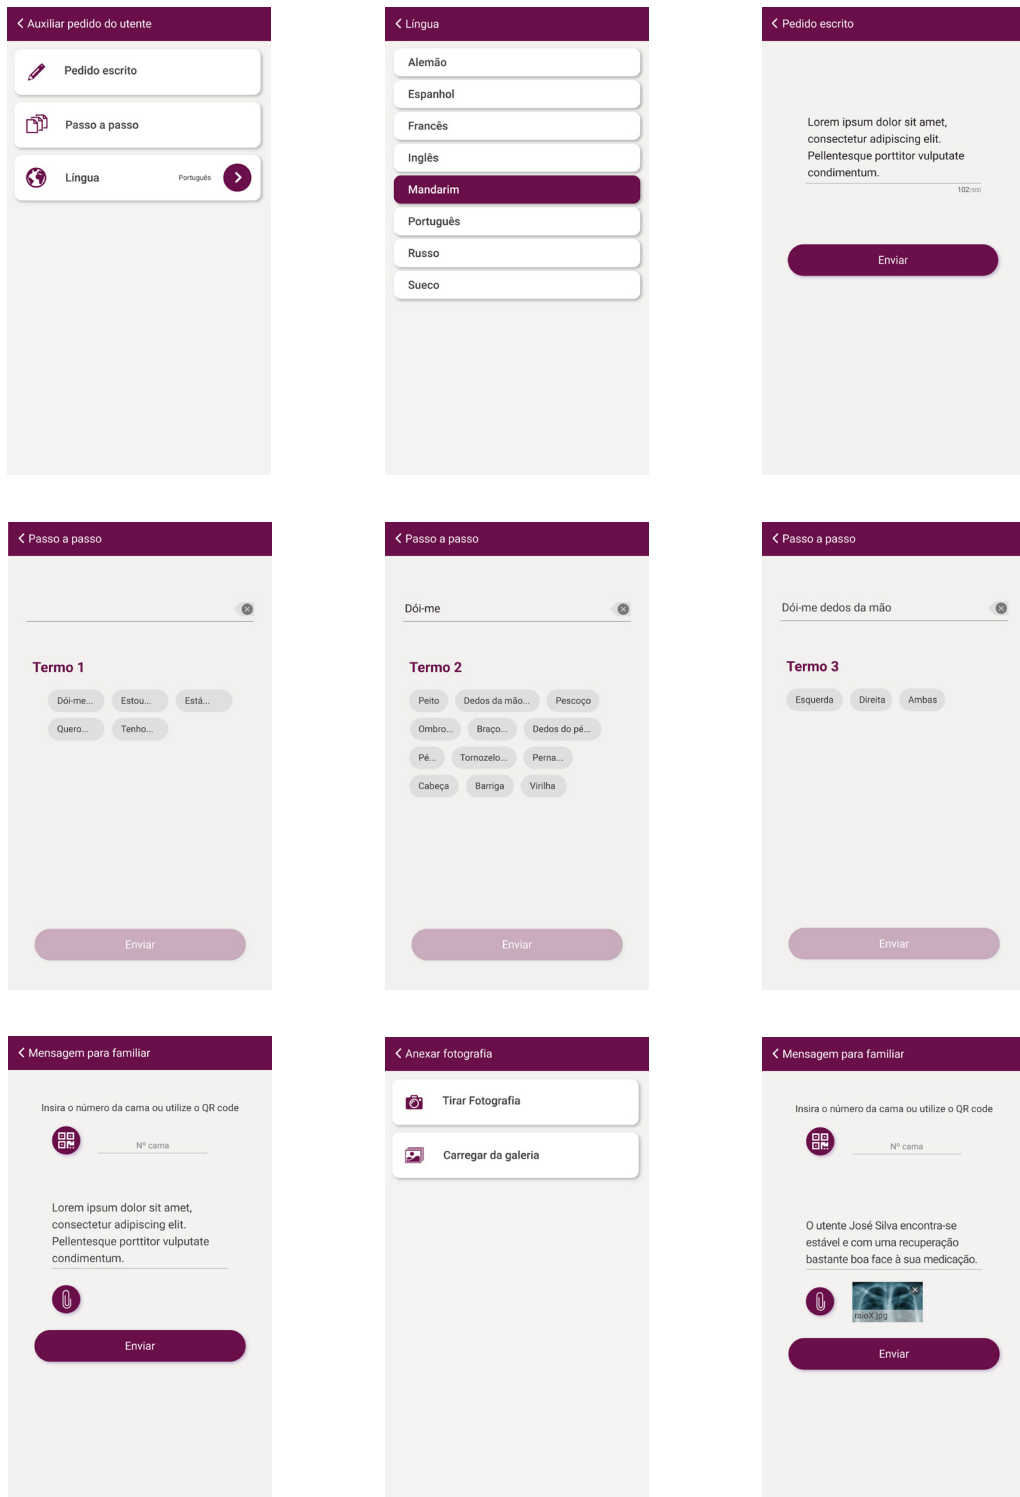 Auxiliar pedido do utente
Pedido escrito
Passo a passo
Língua
Português
Língua
Alemão
Espanhol
Francês
Inglês
Mandarim
Português
Russo
Sueco
Pedido escrito
Lorem ipsum dolor sit amet,
consectetur adipiscing elit.
Pellentesque porttitor vulputate
condimentum.
102/500
Enviar
Passo a passo
Termo 1
Dói-me... Estou... Está...
Quero... Tenho...
Enviar
Passo a passo
Dói-me
Termo 2
Peito Dedos da mão... Pescoço
Ombro... Braço... Dedos do pé...
Pé... Tornozelo... Perna...
Cabeça Barriga Virilha
Enviar
Passo a passo
Dói-me dedos da mão
Termo 3
Esquerda Direita Ambas
Enviar
Mensagem para familiar
Insira o número da cama ou utilize o QR code
Nº cama
Lorem ipsum dolor sit amet,
consectetur adipiscing elit.
Pellentesque porttitor vulputate
condimentum.
Enviar
Anexar fotografia
Tirar Fotografia
Carregar da galeria
Mensagem para familiar
Insira o número da cama ou utilize o QR code
Nº cama
O utente José Silva encontra-se
estável e com uma recuperação
bastante boa face à sua medicação.
raioX.jpg
Enviar